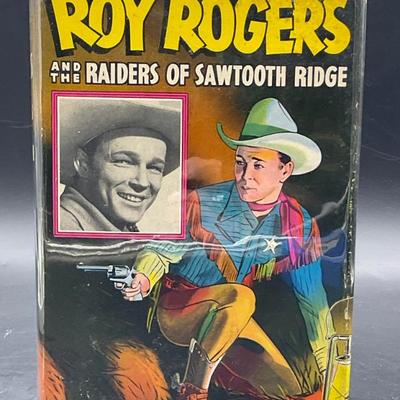 ROY ROGERS
AND THE RAIDERS OF SAWTOOTH RIDGE